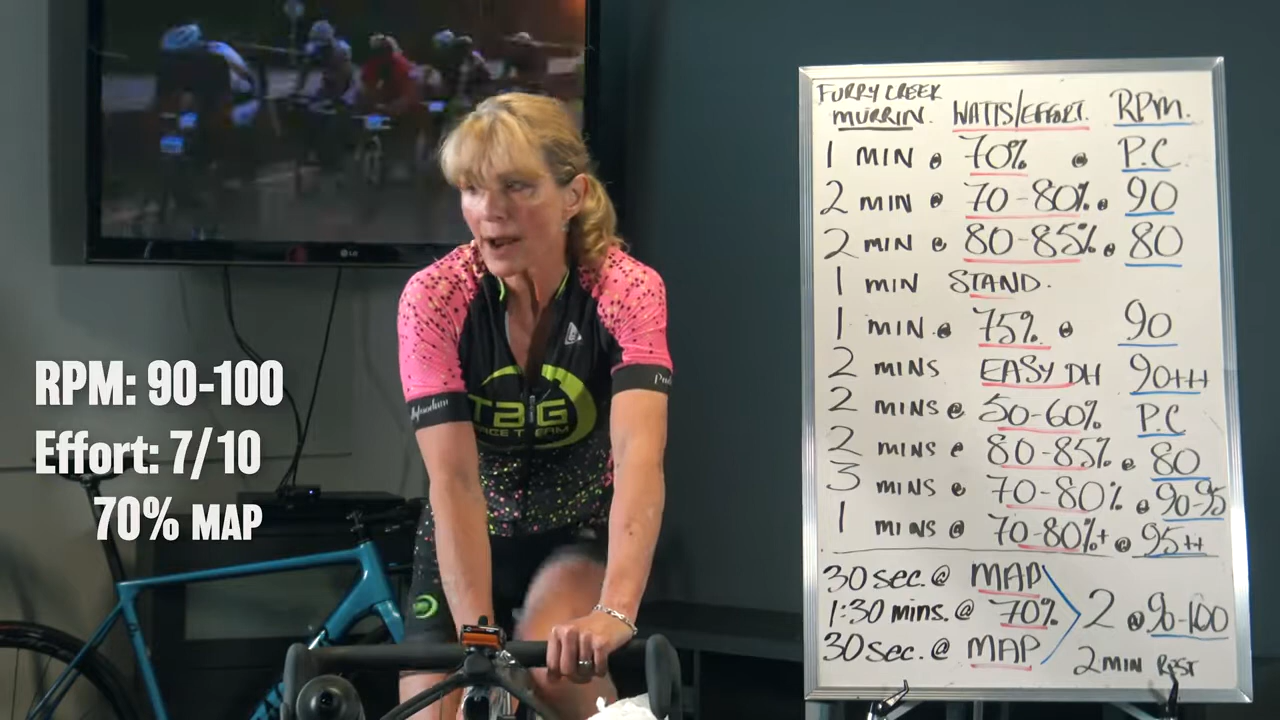 RPM: 90-100
Effort: 7/10
70% MAP
LG
TBG
RACE TEAM
FURRY CREEK
MURRIN. WATTS/EFFORT. RPM.
1 MIN @ 70% @ P.C.
2 MIN @ 70-80% @ 90
2 MIN @ 80-85% @ 80
1 MIN STAND.
1 MIN @ 75% @ 90
2 MINS EASY DH 90+++
2 MINS @ 50-60% P.C
2 MINS @ 80-85% @ 80
3 MINS @ 70-80% @ 90-95
1 MINS @ 70-80%+ @ 95++
30 sec. @ MAP
1:30 mins. @ 70% 2 @ 90-100
30 sec. @ MAP 2 MIN REST